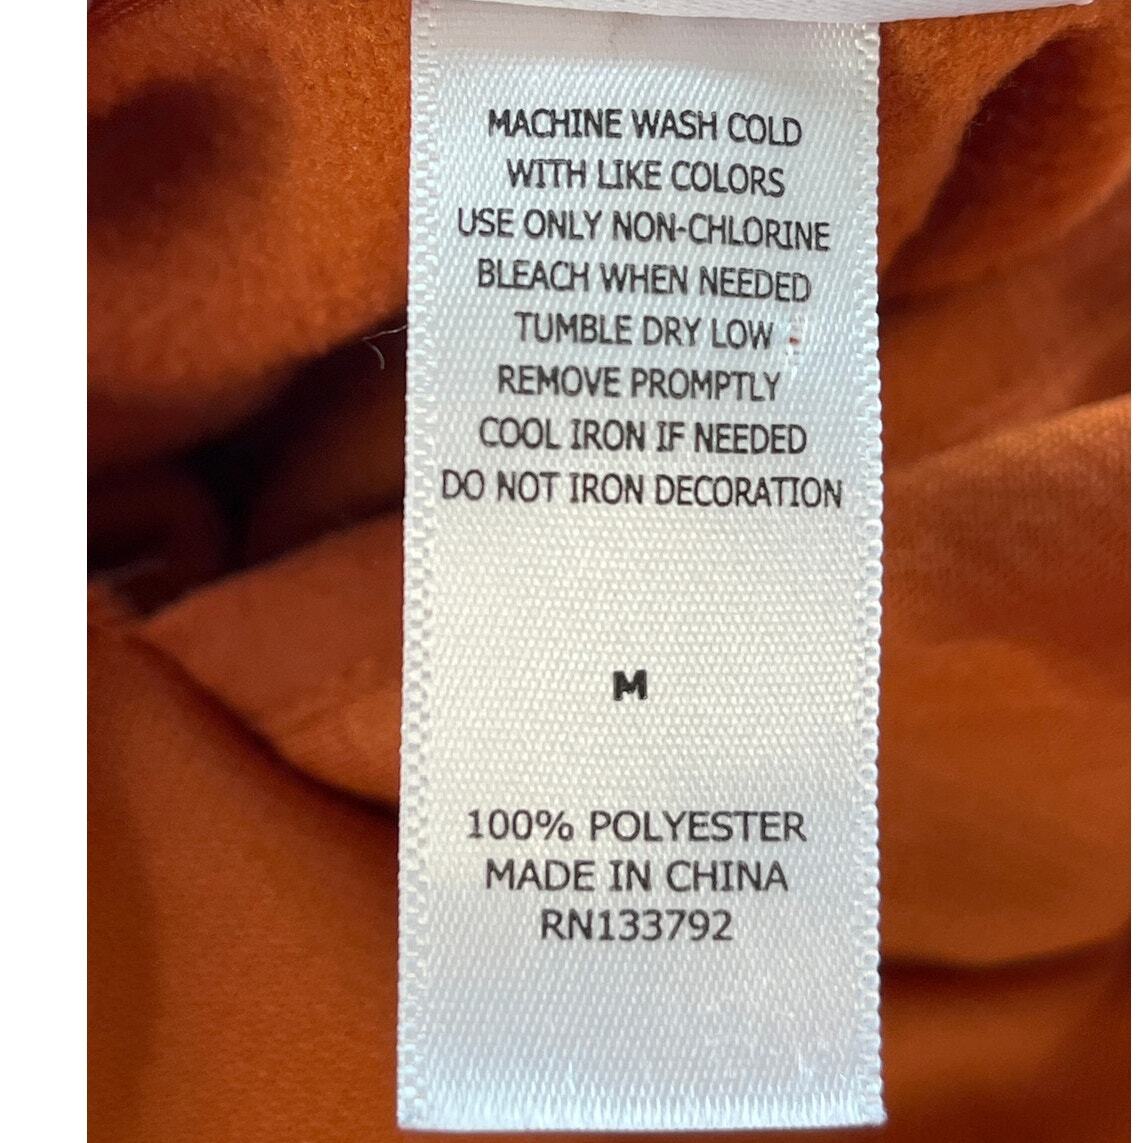 MACHINE WASH COLD
WITH LIKE COLORS
USE ONLY NON-CHLORINE
BLEACH WHEN NEEDED
TUMBLE DRY LOW
REMOVE PROMPTLY
COOL IRON IF NEEDED
DO NOT IRON DECORATION
M
100% POLYESTER
MADE IN CHINA
RN133792